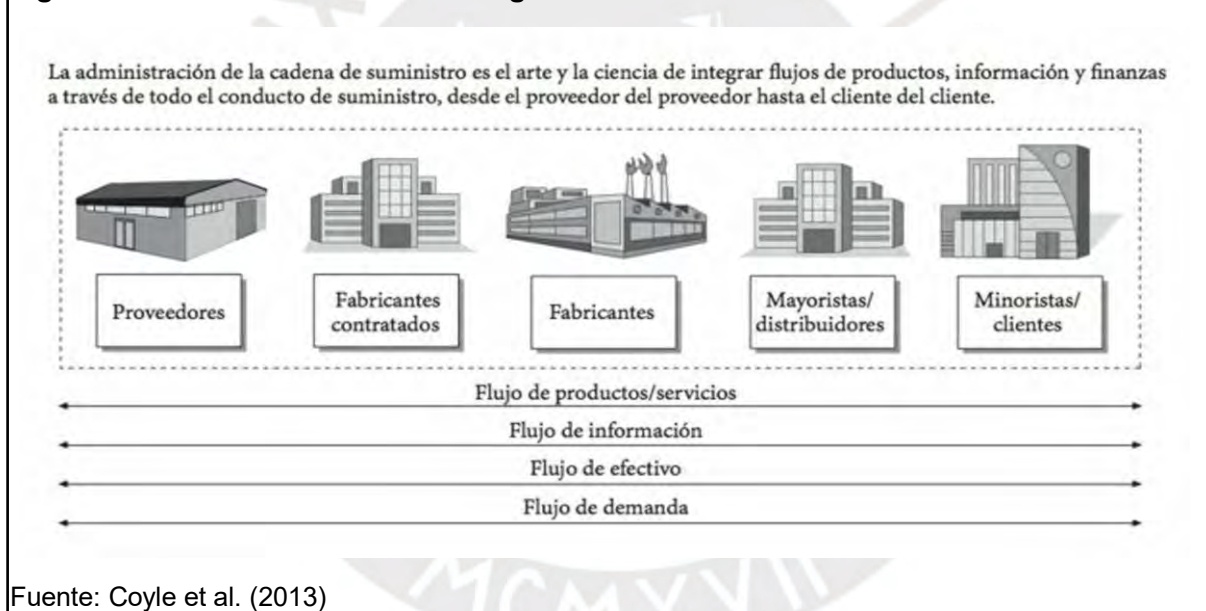 La administración de la cadena de suministro es el arte y la ciencia de integrar flujos de productos, información y finanzas
a través de todo el conducto de suministro, desde el proveedor del proveedor hasta el cliente del cliente.
Proveedores
Fabricantes
contratados
Fabricantes
Mayoristas/
distribuidores
Minoristas/
clientes
Flujo de productos/servicios
Flujo de información
Flujo de efectivo
Flujo de demanda
MCMXVII
Fuente: Coyle et al. (2013)